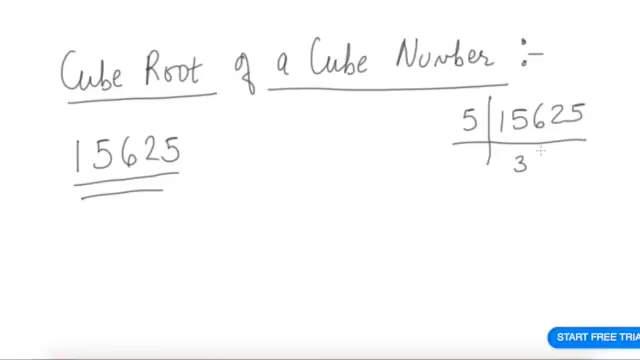 Cube Root of a Cube Number :-
5 | 15625
15625
3
START FREE TRIA